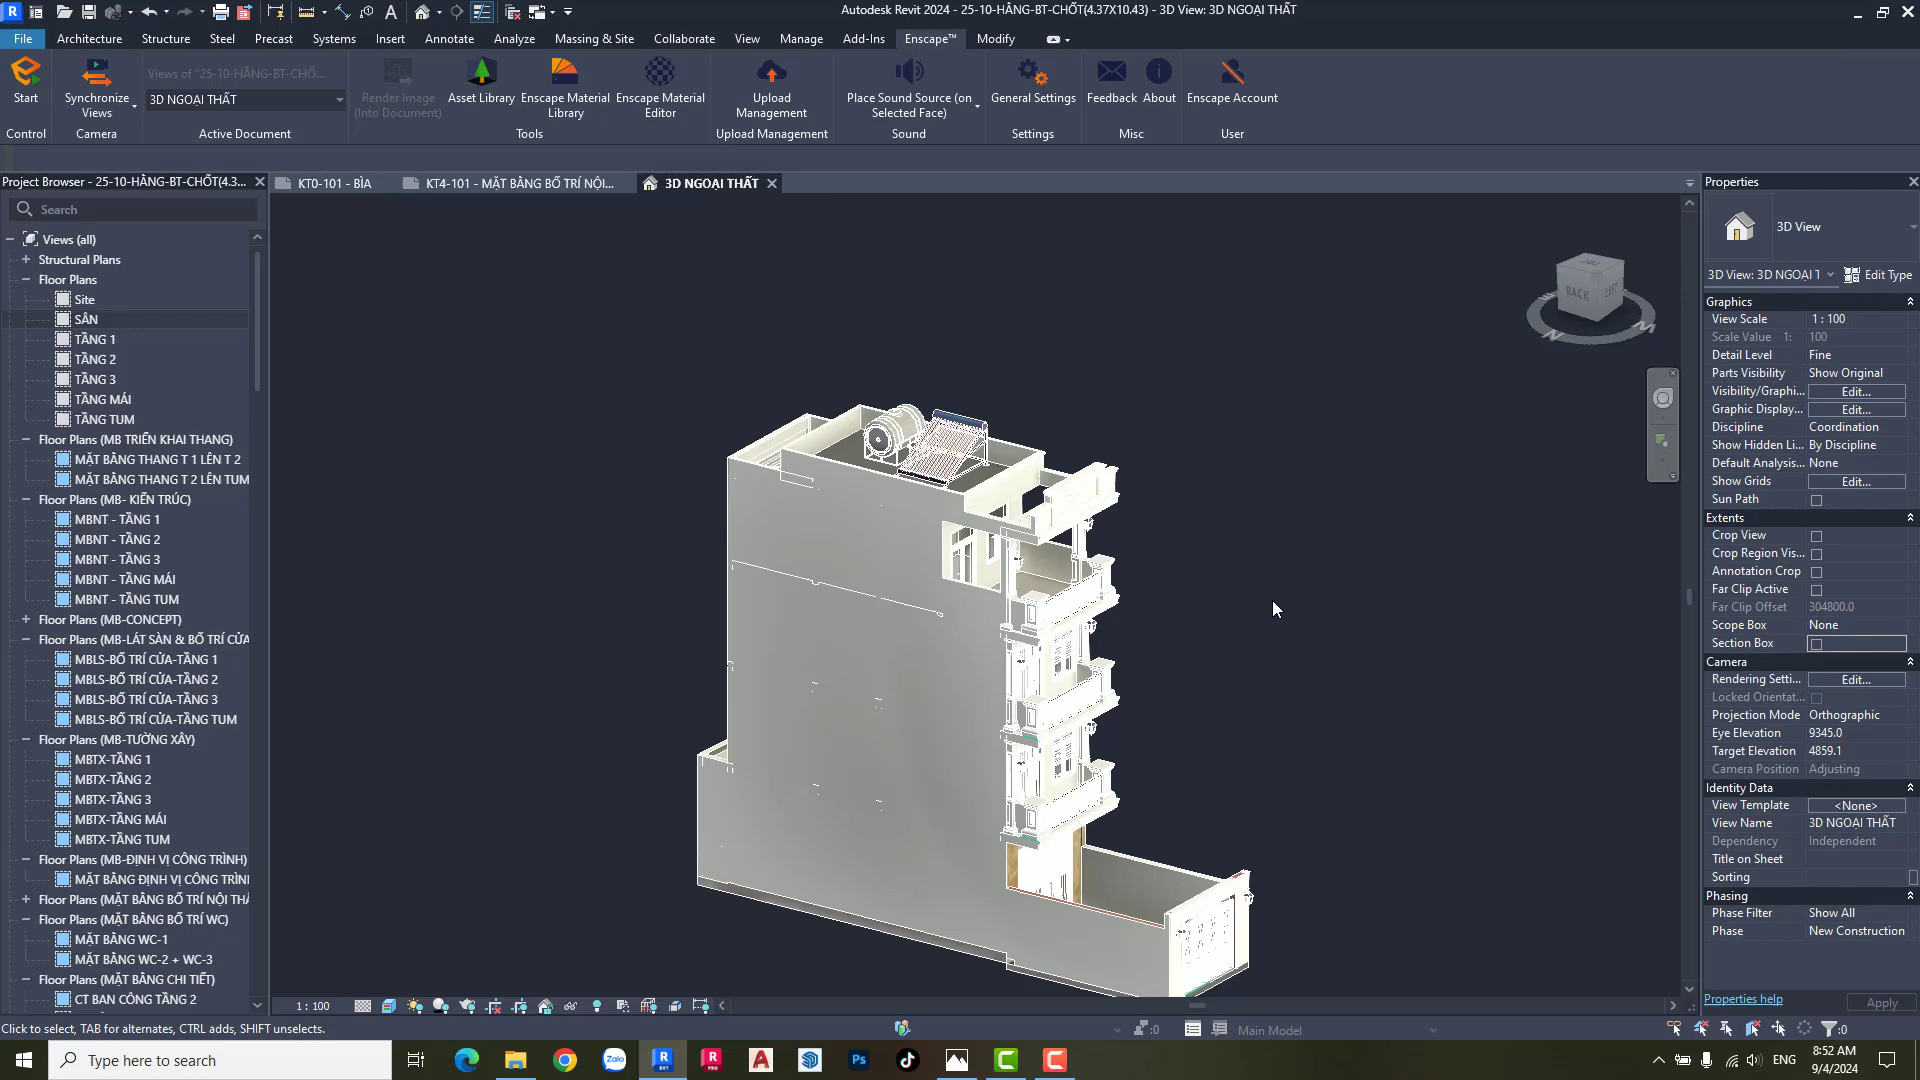 Autodesk Revit 2024 - 25-10-HẰNG-BT-CHỐT(4.37X10.43) - 3D View: 3D NGOẠI THẤT
File Architecture Structure Steel Precast Systems Insert Annotate Analyze Massing & Site Collaborate View Manage Add-Ins Enscape™ Modify
Views of "25-10-HẰNG-BT-CHỐ...
Start Synchronize Views 3D NGOẠI THẤT Render Image (Into Document) Asset Library Enscape Material Library Enscape Material Editor Upload Management Place Sound Source (on Selected Face) General Settings Feedback About Enscape Account
Control Camera Active Document Tools Upload Management Sound Settings Misc User
Project Browser - 25-10-HẰNG-BT-CHỐT(4.3...
KT0-101 - BÌA
KT4-101 - MẶT BẰNG BỐ TRÍ NỘI...
3D NGOẠI THẤT
Search
Views (all)
Structural Plans
Floor Plans
Site
SÂN
TẦNG 1
TẦNG 2
TẦNG 3
TẦNG MÁI
TẦNG TUM
Floor Plans (MB TRIỂN KHAI THANG)
MẶT BẰNG THANG T 1 LÊN T 2
MẶT BẰNG THANG T 2 LÊN TUM
Floor Plans (MB- KIẾN TRÚC)
MBNT - TẦNG 1
MBNT - TẦNG 2
MBNT - TẦNG 3
MBNT - TẦNG MÁI
MBNT - TẦNG TUM
Floor Plans (MB-CONCEPT)
Floor Plans (MB-LÁT SÀN & BỐ TRÍ CỬA
MBLS-BỐ TRÍ CỬA-TẦNG 1
MBLS-BỐ TRÍ CỬA-TẦNG 2
MBLS-BỐ TRÍ CỬA-TẦNG 3
MBLS-BỐ TRÍ CỬA-TẦNG TUM
Floor Plans (MB-TƯỜNG XÂY)
MBTX-TẦNG 1
MBTX-TẦNG 2
MBTX-TẦNG 3
MBTX-TẦNG MÁI
MBTX-TẦNG TUM
Floor Plans (MB-ĐỊNH VỊ CÔNG TRÌNH)
MẶT BẰNG ĐỊNH VỊ CÔNG TRÌNH
Floor Plans (MẶT BẰNG BỐ TRÍ NỘI THẤ
Floor Plans (MẶT BẰNG BỐ TRÍ WC)
MẶT BẰNG WC-1
MẶT BẰNG WC-2 + WC-3
Floor Plans (MẶT BẰNG CHI TIẾT)
CT BAN CÔNG TẦNG 2
BACK LEFT
Properties
3D View
3D View: 3D NGOẠI T Edit Type
Graphics
View Scale 1 : 100
Scale Value 1: 100
Detail Level Fine
Parts Visibility Show Original
Visibility/Graphi... Edit...
Graphic Display... Edit...
Discipline Coordination
Show Hidden Li... By Discipline
Default Analysis... None
Show Grids Edit...
Sun Path
Extents
Crop View
Crop Region Vis...
Annotation Crop
Far Clip Active
Far Clip Offset 304800.0
Scope Box None
Section Box
Camera
Rendering Setti... Edit...
Locked Orientat...
Projection Mode Orthographic
Eye Elevation 9345.0
Target Elevation 4859.1
Camera Position Adjusting
Identity Data
View Template <None>
View Name 3D NGOẠI THẤT
Dependency Independent
Title on Sheet
Sorting
Phasing
Phase Filter Show All
Phase New Construction
Properties help Apply
1 : 100
Click to select, TAB for alternates, CTRL adds, SHIFT unselects.
:0 Main Model :0
Type here to search
Zalo
ENG
8:52 AM
9/4/2024